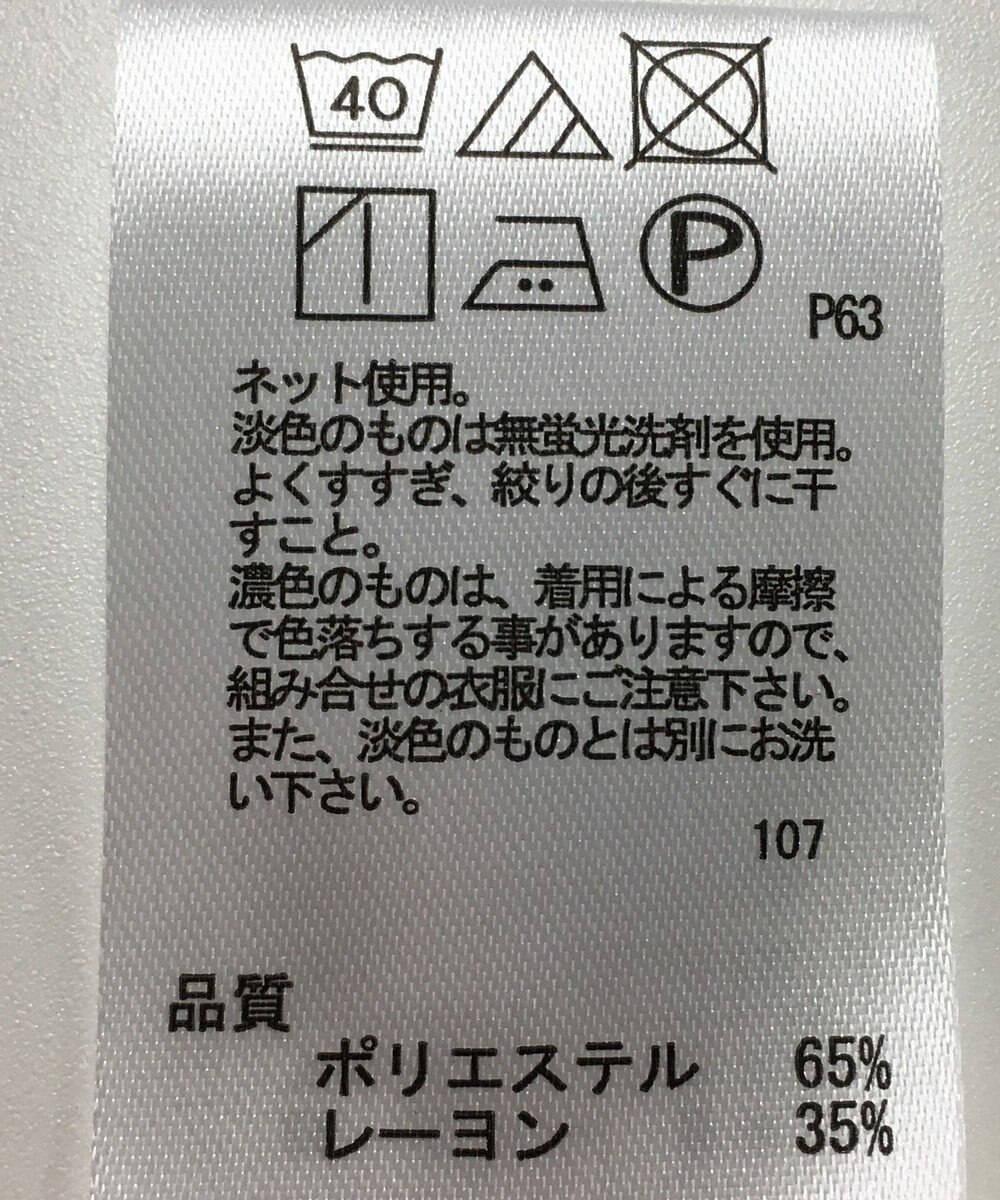 40
P
P63
ネット使用。
淡色のものは無蛍光洗剤を使用。
よくすすぎ、絞りの後すぐに干
すこと。
濃色のものは、着用による摩擦
で色落ちする事がありますので、
組み合せの衣服にご注意下さい。
また、淡色のものとは別にお洗
い下さい。
107
品質
ポリエステル 65%
レーヨン 35%